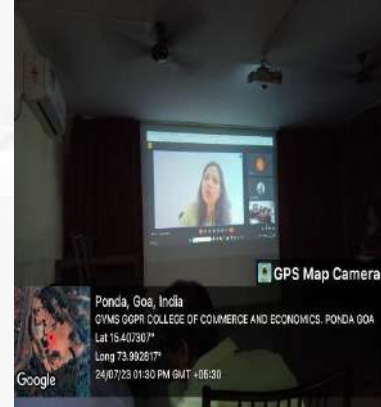 GPS Map Camera
Ponda, Goa, India
GVMS GGPR COLLEGE OF COMMERCE AND ECONOMICS. PONDA GOA
Lat 15.407307°
Long 73.992817°
24/07/23 01:30 PM GMT +05:30
Google